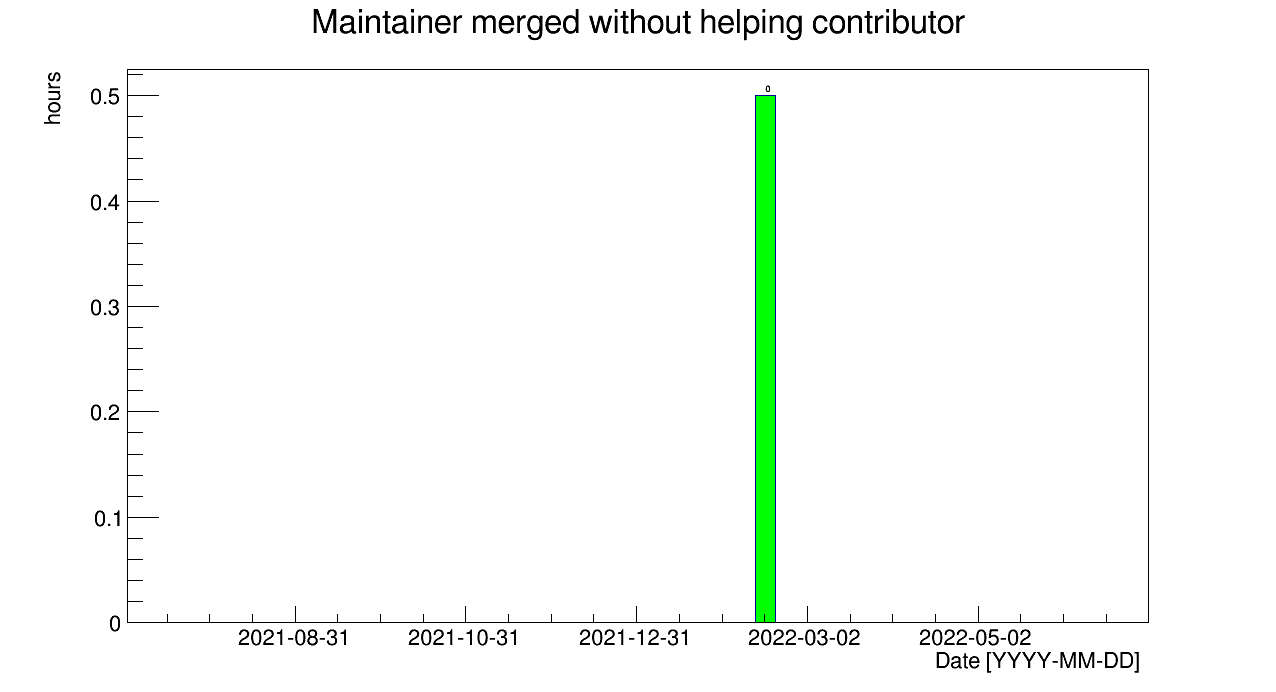 Maintainer merged without helping contributor
hours
0.5
0.4
0.3
0.2
0.1
0
0
2021-08-31 2021-10-31 2021-12-31 2022-03-02 2022-05-02
Date [YYYY-MM-DD]